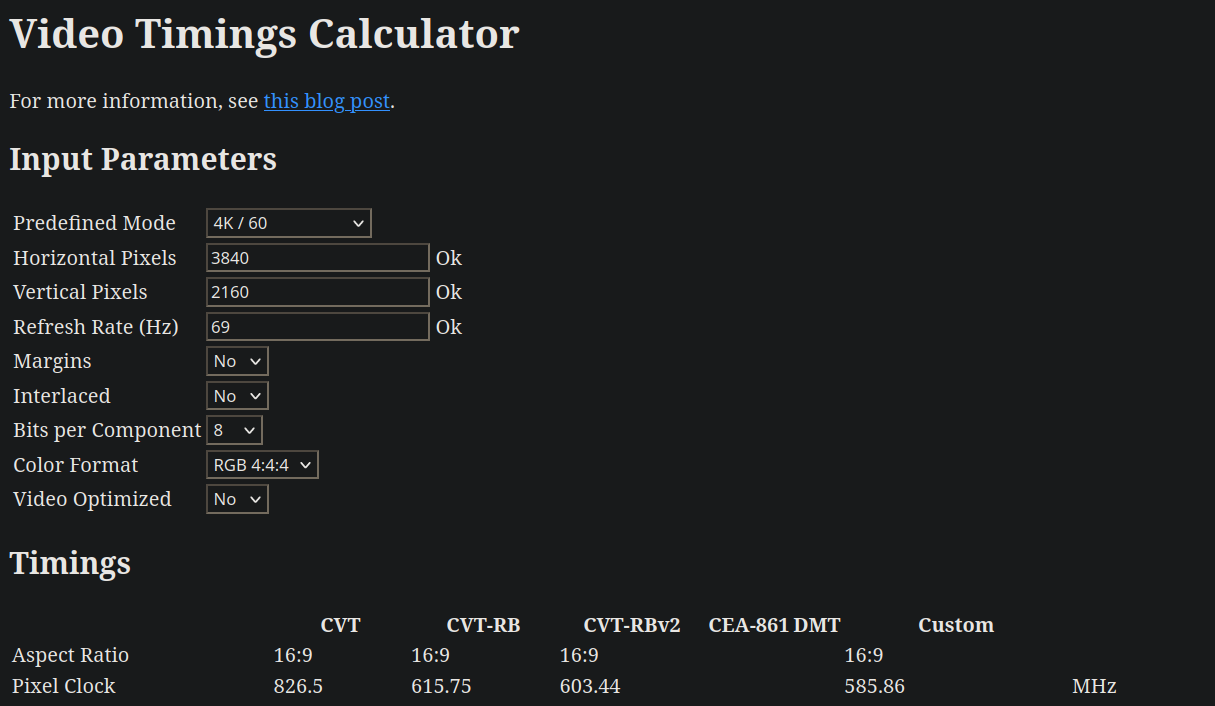 Video Timings Calculator
For more information, see this blog post.
Input Parameters
Predefined Mode 4K / 60
Horizontal Pixels 3840 Ok
Vertical Pixels 2160 Ok
Refresh Rate (Hz) 69 Ok
Margins No
Interlaced No
Bits per Component 8
Color Format RGB 4:4:4
Video Optimized No
Timings
CVT CVT-RB CVT-RBv2 CEA-861 DMT Custom
Aspect Ratio 16:9 16:9 16:9 16:9
Pixel Clock 826.5 615.75 603.44 585.86 MHz